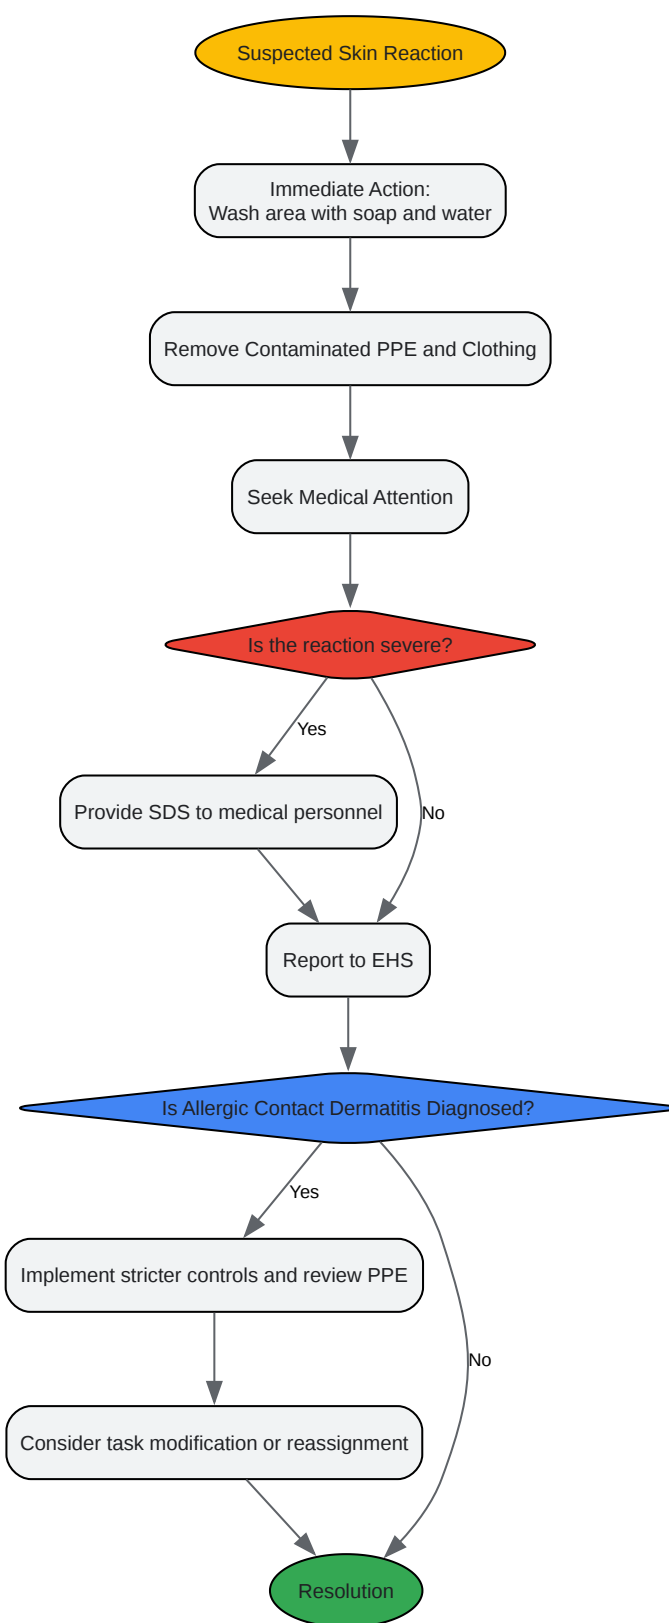 Suspected Skin Reaction
Immediate Action:
Wash area with soap and water
Remove Contaminated PPE and Clothing
Seek Medical Attention
Is the reaction severe?
Yes
Provide SDS to medical personnel
No
Report to EHS
Is Allergic Contact Dermatitis Diagnosed?
Yes
Implement stricter controls and review PPE
No
Consider task modification or reassignment
Resolution